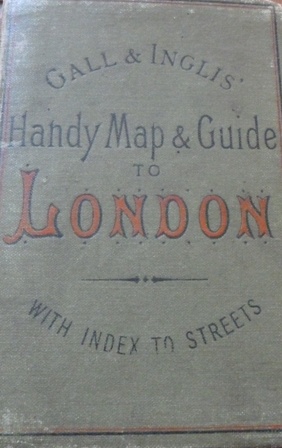 GALL & INGLIS'
Handy Map & Guide
TO
LONDON
WITH INDEX TO STREETS